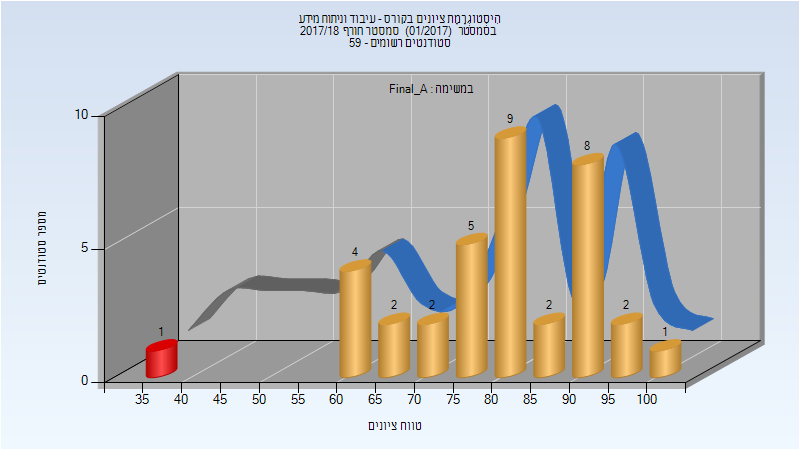 היסטוגרמת ציונים בקורס - עיבוד וניתוח מידע
בסמסטר (01/2017) סמסטר חורף 2017/18
סטודנטים רשומים - 59
במשימה : Final_A
מספר סטודנטים
10
5
0
1
4
2
2
5
9
2
8
2
1
35 40 45 50 55 60 65 70 75 80 85 90 95 100
טווח ציונים